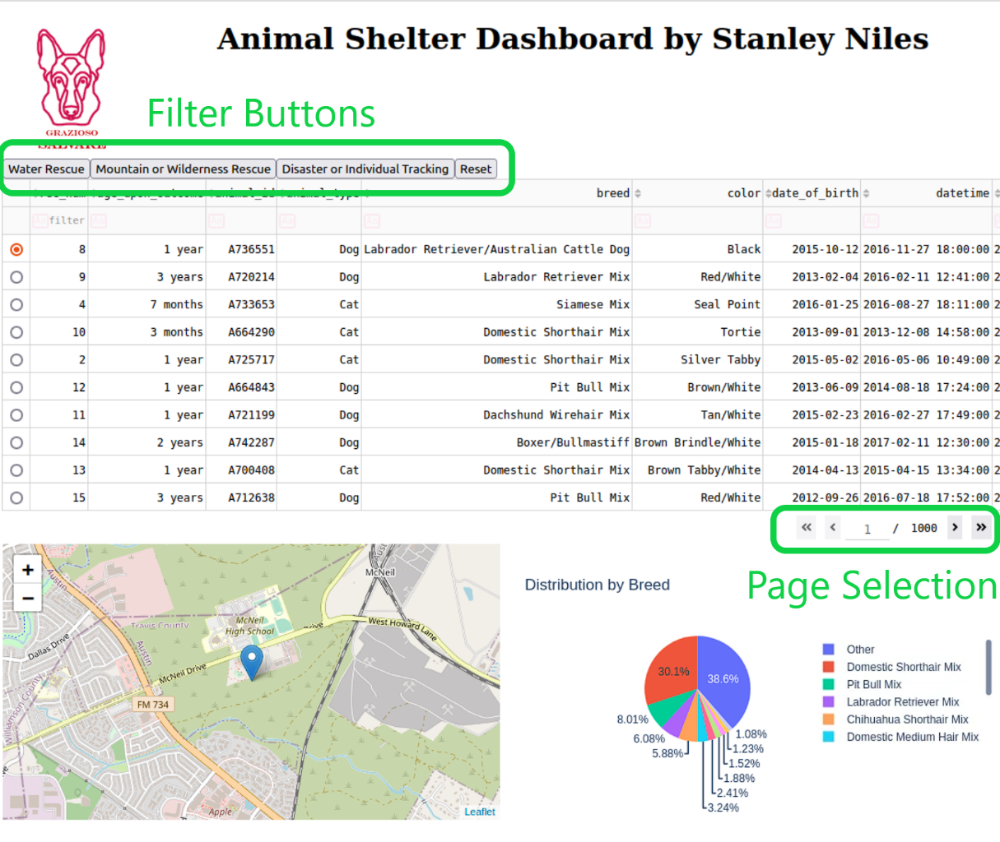 Animal Shelter Dashboard by Stanley Niles
Filter Buttons
GRAZIOSO
SALVARE
Water Rescue Mountain or Wilderness Rescue Disaster or Individual Tracking Reset
breed color date_of_birth datetime
filter
8 1 year A736551 Dog Labrador Retriever/Australian Cattle Dog Black 2015-10-12 2016-11-27 18:00:00 2
9 3 years A720214 Dog Labrador Retriever Mix Red/White 2013-02-04 2016-02-11 12:41:00 2
4 7 months A733653 Cat Siamese Mix Seal Point 2016-01-25 2016-08-27 18:11:00 2
10 3 months A664290 Cat Domestic Shorthair Mix Tortie 2013-09-01 2013-12-08 14:58:00 2
2 1 year A725717 Cat Domestic Shorthair Mix Silver Tabby 2015-05-02 2016-05-06 10:49:00 2
12 1 year A664843 Dog Pit Bull Mix Brown/White 2013-06-09 2014-08-18 17:24:00 2
11 1 year A721199 Dog Dachshund Wirehair Mix Tan/White 2015-02-23 2016-02-27 17:49:00 2
14 2 years A742287 Dog Boxer/Bullmastiff Brown Brindle/White 2015-01-18 2017-02-11 12:30:00 2
13 1 year A700408 Cat Domestic Shorthair Mix Brown Tabby/White 2014-04-13 2015-04-15 13:34:00 2
15 3 years A712638 Dog Pit Bull Mix Red/White 2012-09-26 2016-07-18 17:52:00 2
« ‹ 1 / 1000 › »
Page Selection
+
−
Austin
McNeil
Travis County
McNeil
High School
Drive
West Howard Lane
Dallas Drive
Austin
McNeil Drive
FM 734
Williamson County
Apple
Leaflet
Distribution by Breed
30.1%
38.6%
8.01%
6.08%
5.88%
1.08%
1.23%
1.52%
1.88%
2.41%
3.24%
Other
Domestic Shorthair Mix
Pit Bull Mix
Labrador Retriever Mix
Chihuahua Shorthair Mix
Domestic Medium Hair Mix